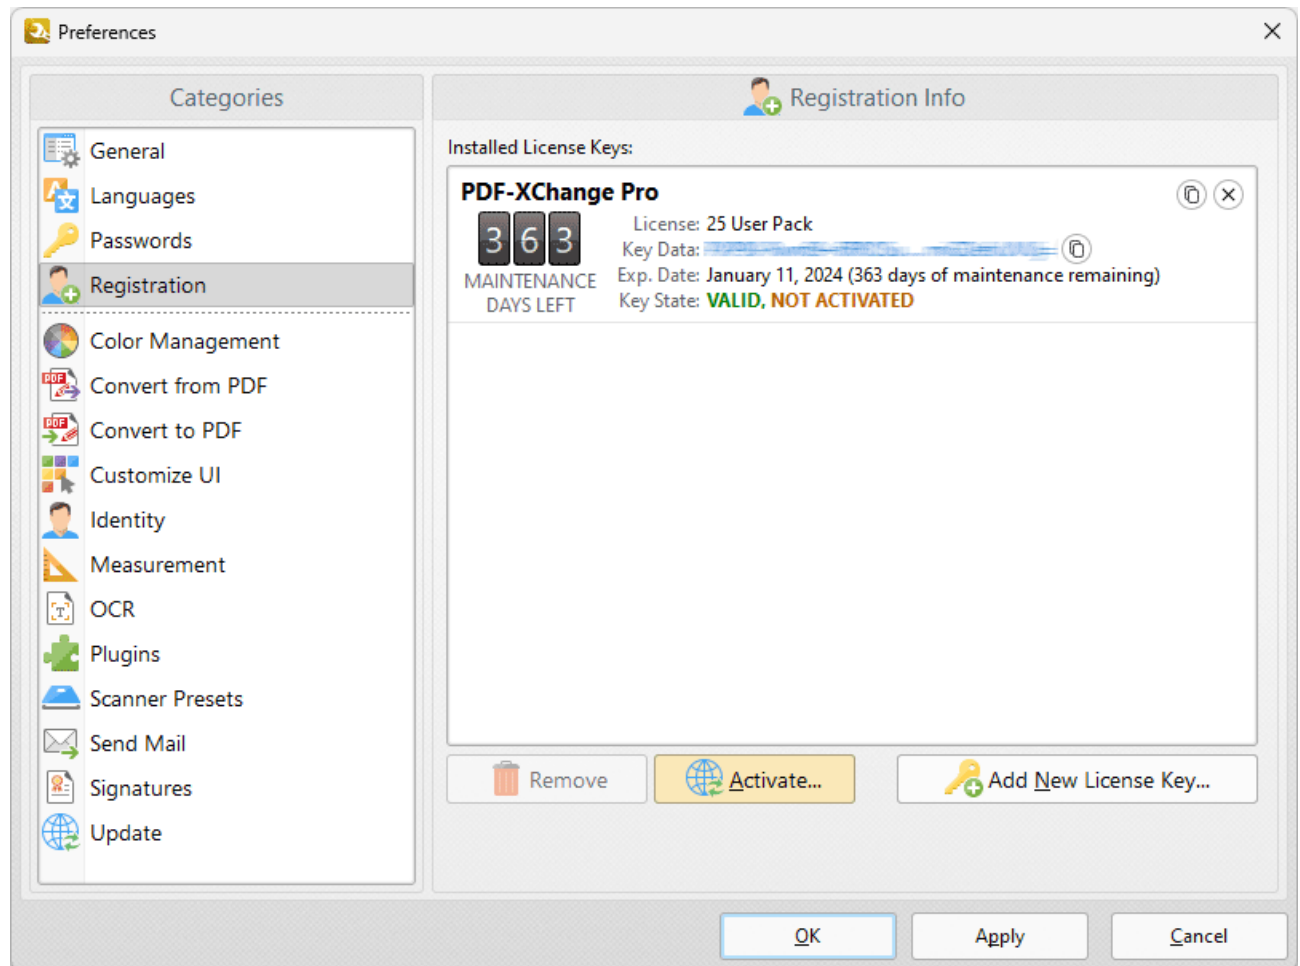 Preferences
Categories
General
Languages
Passwords
Registration
Color Management
Convert from PDF
Convert to PDF
Customize UI
Identity
Measurement
OCR
Plugins
Scanner Presets
Send Mail
Signatures
Update
Registration Info
Installed License Keys:
PDF-XChange Pro
363
MAINTENANCE
DAYS LEFT
License: 25 User Pack
Key Data:
Exp. Date: January 11, 2024 (363 days of maintenance remaining)
Key State: VALID, NOT ACTIVATED
Remove
Activate...
Add New License Key...
OK
Apply
Cancel